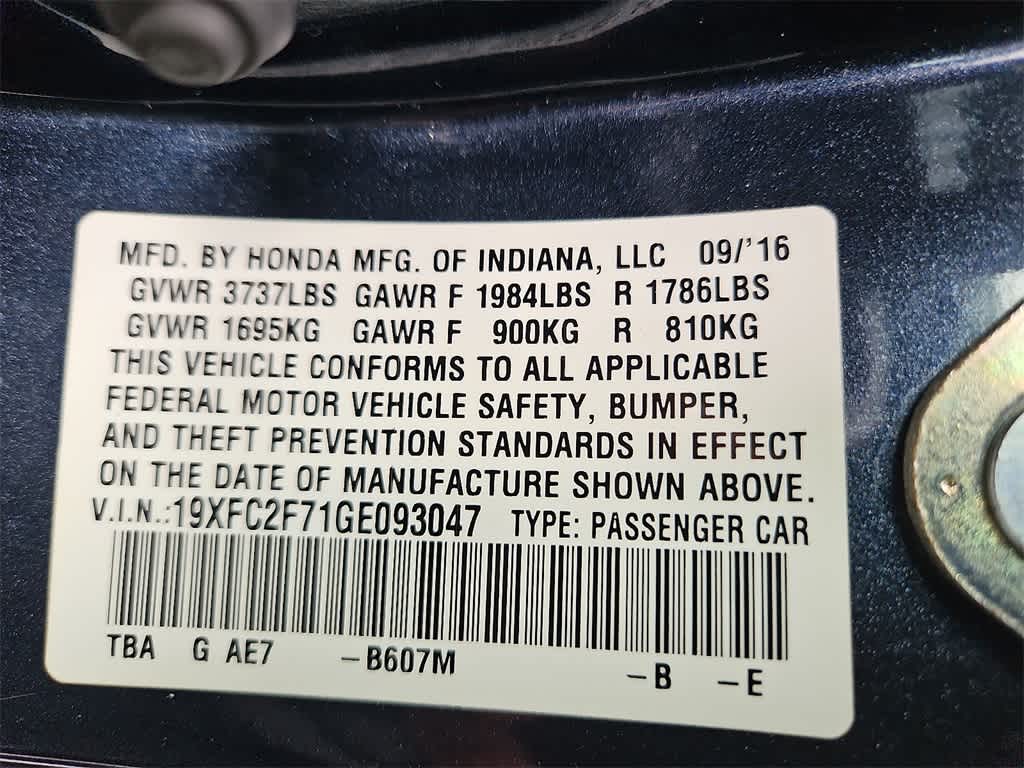 MFD. BY HONDA MFG. OF INDIANA, LLC 09/'16
GVWR 3737LBS GAWR F 1984LBS R 1786LBS
GVWR 1695KG GAWR F 900KG R 810KG
THIS VEHICLE CONFORMS TO ALL APPLICABLE
FEDERAL MOTOR VEHICLE SAFETY, BUMPER,
AND THEFT PREVENTION STANDARDS IN EFFECT
ON THE DATE OF MANUFACTURE SHOWN ABOVE.
V.I.N.:19XFC2F71GE093047 TYPE: PASSENGER CAR
TBA G AE7 –B607M –B –E